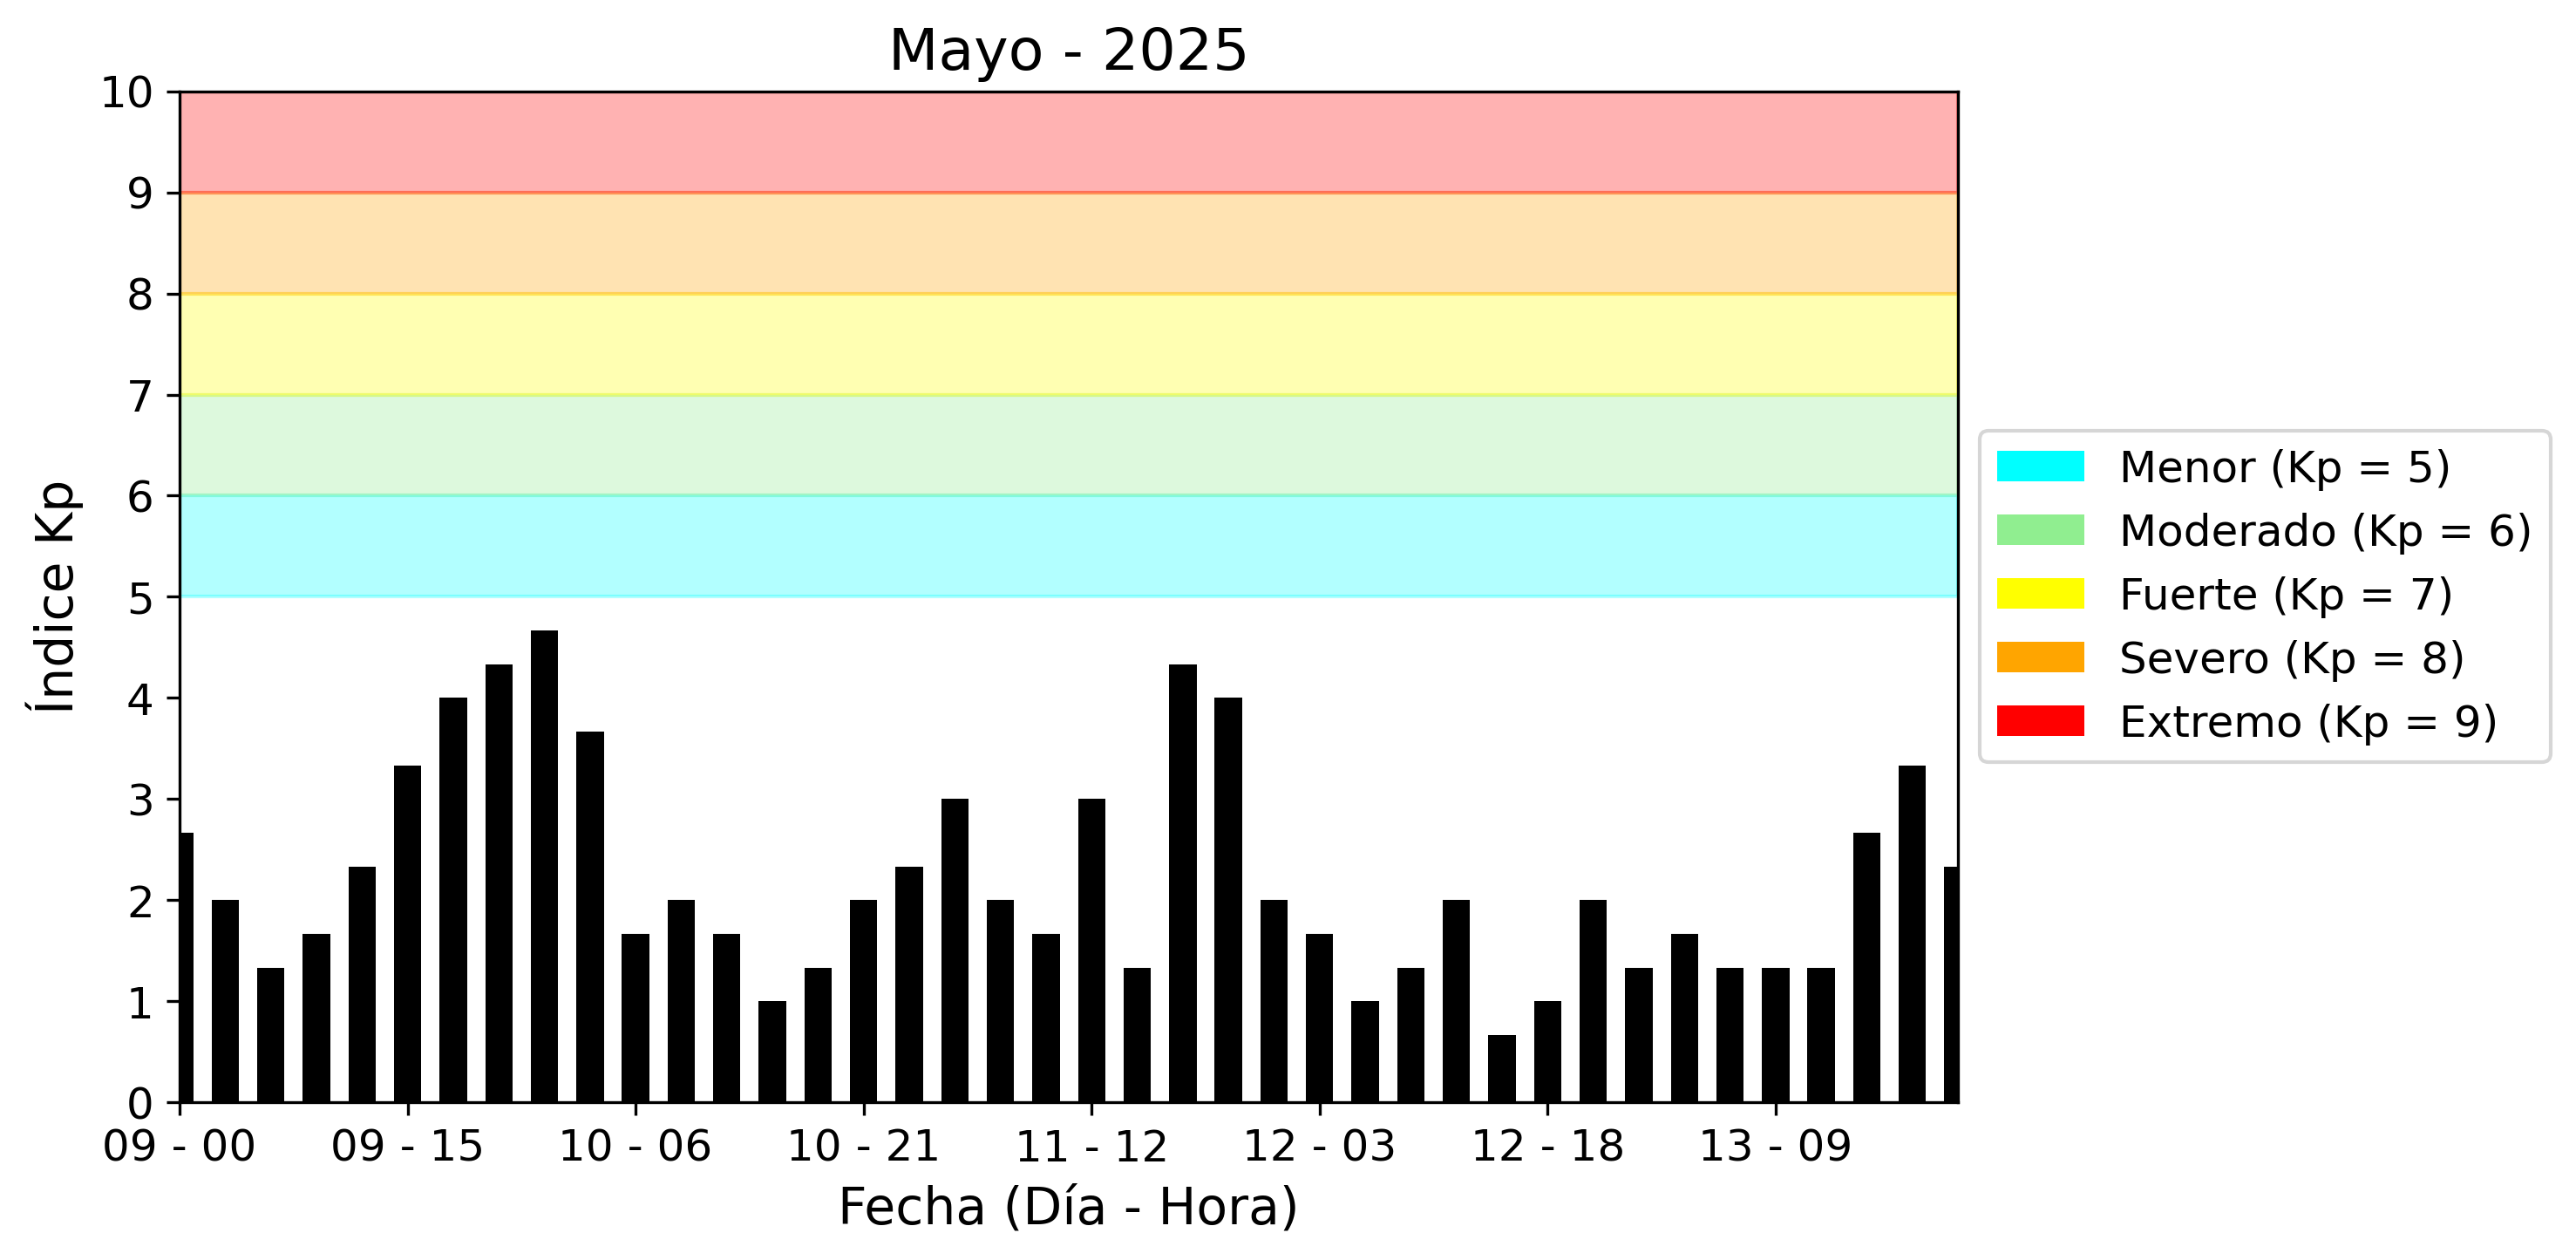 Mayo - 2025
10
9
8
7
6
5
4
3
2
1
0
Índice Kp
09 - 00
09 - 15
10 - 06
10 - 21
11 - 12
12 - 03
12 - 18
13 - 09
Fecha (Día - Hora)
Menor (Kp = 5)
Moderado (Kp = 6)
Fuerte (Kp = 7)
Severo (Kp = 8)
Extremo (Kp = 9)